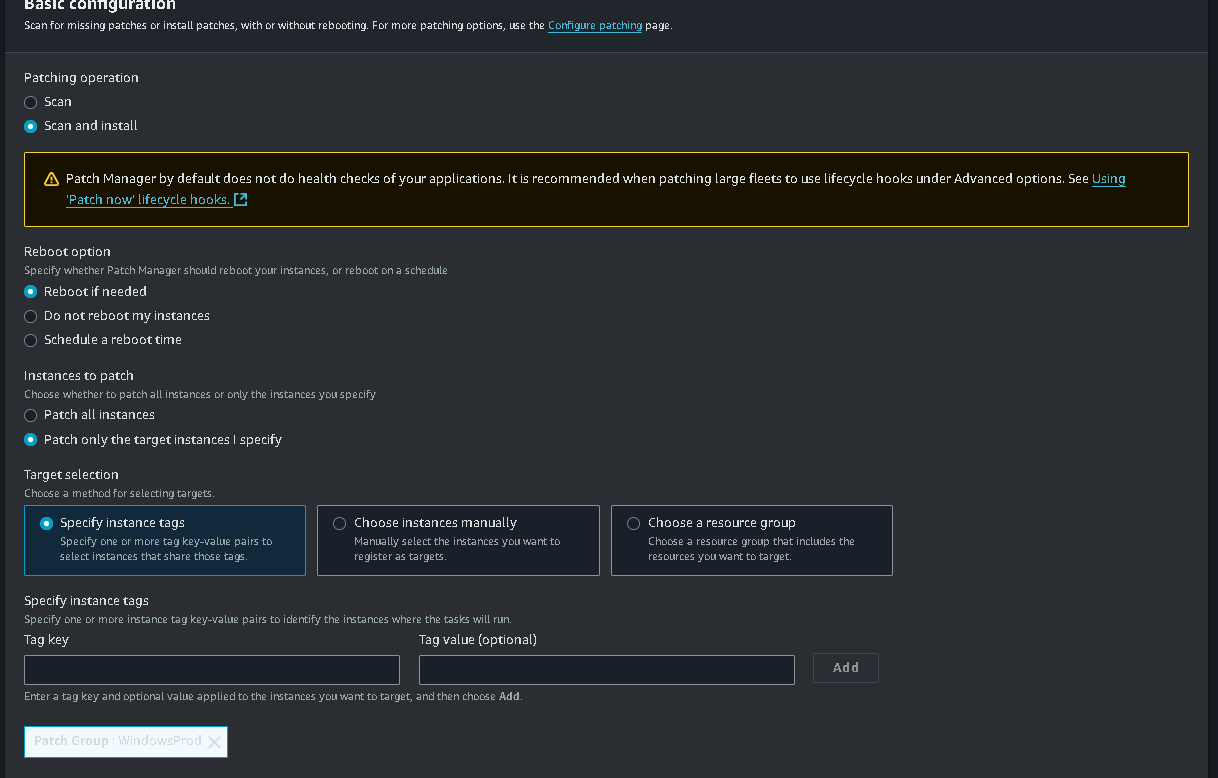 Basic configuration
Scan for missing patches or install patches, with or without rebooting. For more patching options, use the Configure patching page.
Patching operation
Scan
Scan and install
Patch Manager by default does not do health checks of your applications. It is recommended when patching large fleets to use lifecycle hooks under Advanced options. See Using
'Patch now' lifecycle hooks.
Reboot option
Specify whether Patch Manager should reboot your instances, or reboot on a schedule
Reboot if needed
Do not reboot my instances
Schedule a reboot time
Instances to patch
Choose whether to patch all instances or only the instances you specify
Patch all instances
Patch only the target instances I specify
Target selection
Choose a method for selecting targets.
Specify instance tags
Specify one or more tag key-value pairs to
select instances that share those tags.
Choose instances manually
Manually select the instances you want to
register as targets.
Choose a resource group
Choose a resource group that includes the
resources you want to target.
Specify instance tags
Specify one or more instance tag key-value pairs to identify the instances where the tasks will run.
Tag key
Tag value (optional)
Add
Enter a tag key and optional value applied to the instances you want to target, and then choose Add.
Patch Group : WindowsProd